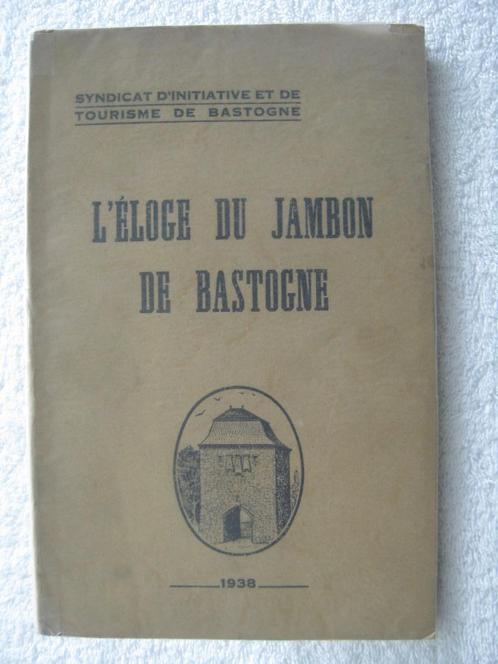 SYNDICAT D'INITIATIVE ET DE
TOURISME DE BASTOGNE
L'ÉLOGE DU JAMBON
DE BASTOGNE
1938